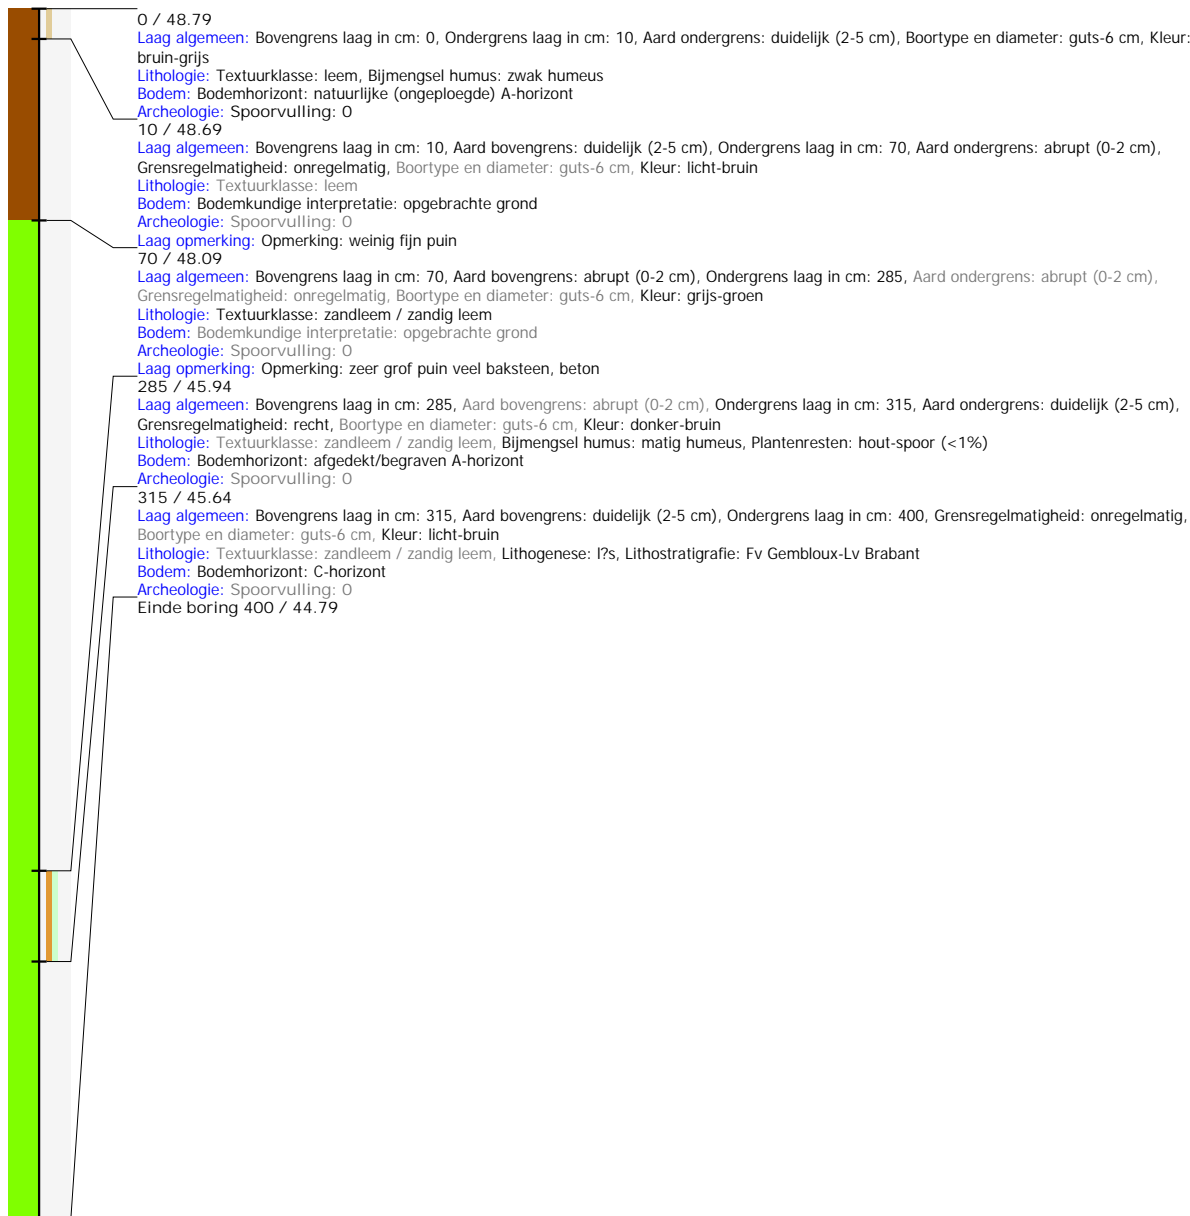 0 / 48.79
Laag algemeen: Bovengrens laag in cm: 0, Ondergrens laag in cm: 10, Aard ondergrens: duidelijk (2-5 cm), Boortype en diameter: guts-6 cm, Kleur:
bruin-grijs
Lithologie: Textuurklasse: leem, Bijmengsel humus: zwak humeus
Bodem: Bodemhorizont: natuurlijke (ongeploegde) A-horizont
Archeologie: Spoorvulling: 0
10 / 48.69
Laag algemeen: Bovengrens laag in cm: 10, Aard bovengrens: duidelijk (2-5 cm), Ondergrens laag in cm: 70, Aard ondergrens: abrupt (0-2 cm),
Grensregelmatigheid: onregelmatig, Boortype en diameter: guts-6 cm, Kleur: licht-bruin
Lithologie: Textuurklasse: leem
Bodem: Bodemkundige interpretatie: opgebrachte grond
Archeologie: Spoorvulling: 0
Laag opmerking: Opmerking: weinig fijn puin
70 / 48.09
Laag algemeen: Bovengrens laag in cm: 70, Aard bovengrens: abrupt (0-2 cm), Ondergrens laag in cm: 285, Aard ondergrens: abrupt (0-2 cm),
Grensregelmatigheid: onregelmatig, Boortype en diameter: guts-6 cm, Kleur: grijs-groen
Lithologie: Textuurklasse: zandleem / zandig leem
Bodem: Bodemkundige interpretatie: opgebrachte grond
Archeologie: Spoorvulling: 0
Laag opmerking: Opmerking: zeer grof puin veel baksteen, beton
285 / 45.94
Laag algemeen: Bovengrens laag in cm: 285, Aard bovengrens: abrupt (0-2 cm), Ondergrens laag in cm: 315, Aard ondergrens: duidelijk (2-5 cm),
Grensregelmatigheid: recht, Boortype en diameter: guts-6 cm, Kleur: donker-bruin
Lithologie: Textuurklasse: zandleem / zandig leem, Bijmengsel humus: matig humeus, Plantenresten: hout-spoor (<1%)
Bodem: Bodemhorizont: afgedekt/begraven A-horizont
Archeologie: Spoorvulling: 0
315 / 45.64
Laag algemeen: Bovengrens laag in cm: 315, Aard bovengrens: duidelijk (2-5 cm), Ondergrens laag in cm: 400, Grensregelmatigheid: onregelmatig,
Boortype en diameter: guts-6 cm, Kleur: licht-bruin
Lithologie: Textuurklasse: zandleem / zandig leem, Lithogenese: l?s, Lithostratigrafie: Fv Gembloux-Lv Brabant
Bodem: Bodemhorizont: C-horizont
Archeologie: Spoorvulling: 0
Einde boring 400 / 44.79